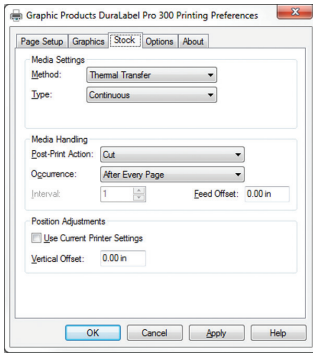 Graphic Products DuraLabel Pro 300 Printing Preferences
Page Setup Graphics Stock Options About
Media Settings
Method: Thermal Transfer
Type: Continuous
Media Handling
Post-Print Action: Cut
Occurrence: After Every Page
Interval: 1 Feed Offset: 0.00 in
Position Adjustments
Use Current Printer Settings
Vertical Offset: 0.00 in
OK Cancel Apply Help